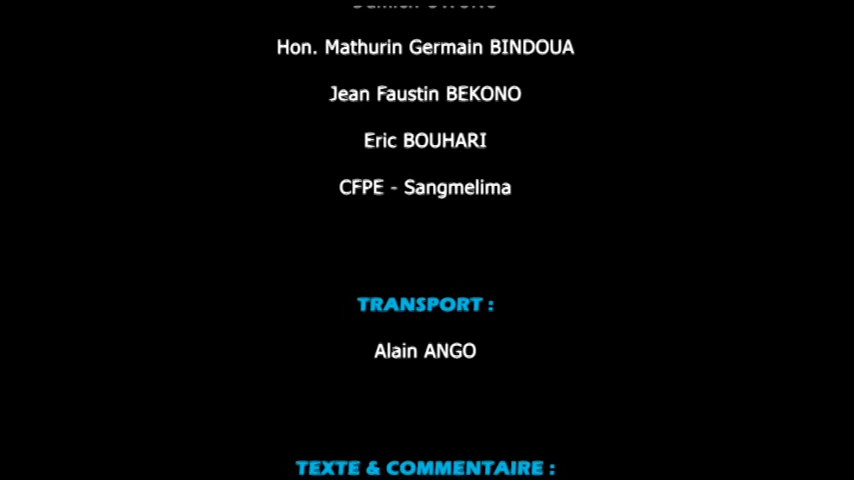 Hon. Mathurin Germain BINDOUA
Jean Faustin BEKONO
Eric BOUHARI
CFPE - Sangmelima
TRANSPORT :
Alain ANGO
TEXTE & COMMENTAIRE :